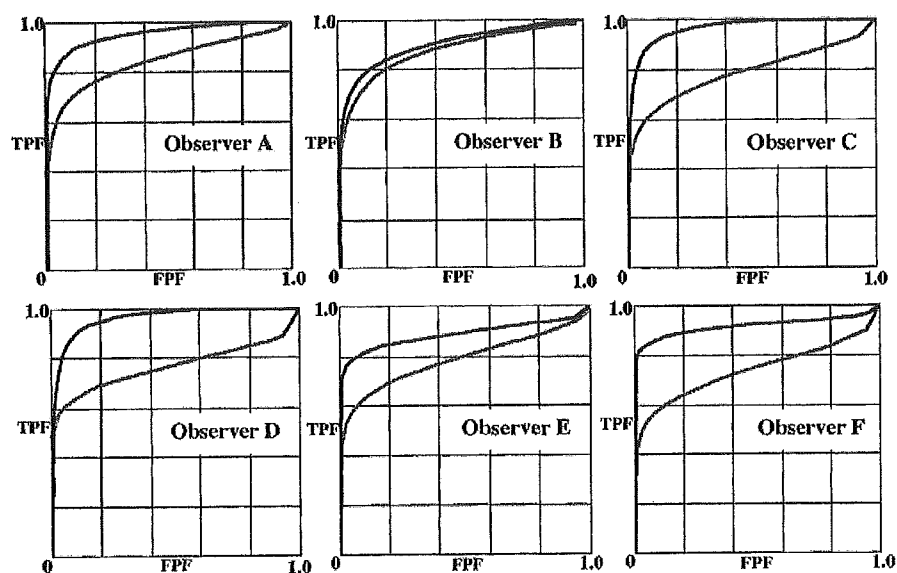 1.0 TPF Observer A 0 FPF 1.0
1.0 TPF Observer B 0 FPF 1.0
1.0 TPF Observer C 0 FPF 1.0
1.0 TPF Observer D 0 FPF 1.0
1.0 TPF Observer E 0 FPF 1.0
1.0 TPF Observer F 0 FPF 1.0